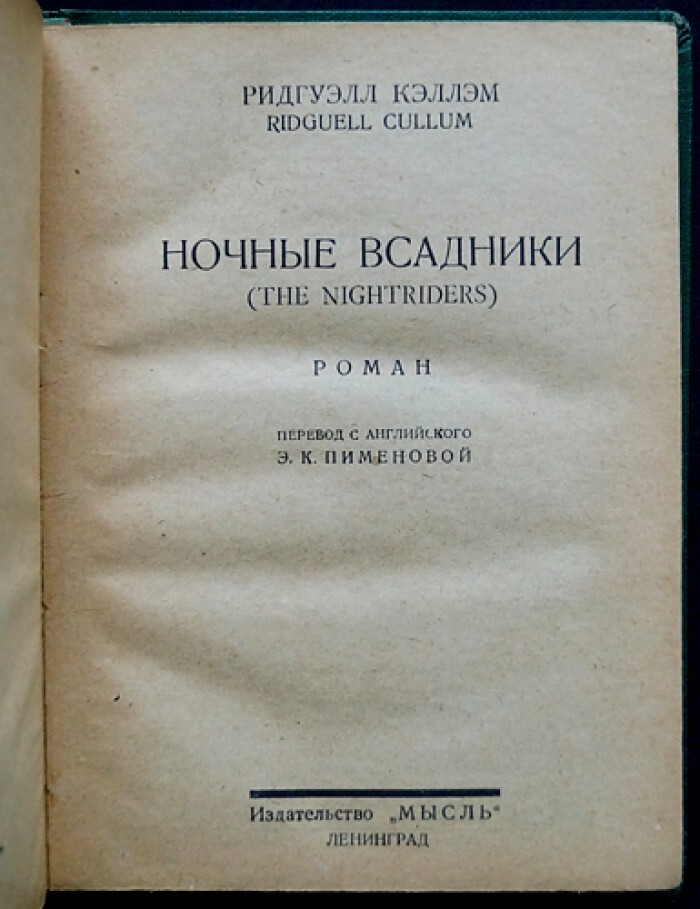 РИДГУЭЛЛ КЭЛЛЭМ
RIDGUELL CULLUM
НОЧНЫЕ ВСАДНИКИ
(THE NIGHTRIDERS)
РОМАН
ПЕРЕВОД С АНГЛИЙСКОГО
Э. К. ПИМЕНОВОЙ
Издательство „МЫСЛЬ“
ЛЕНИНГРАД